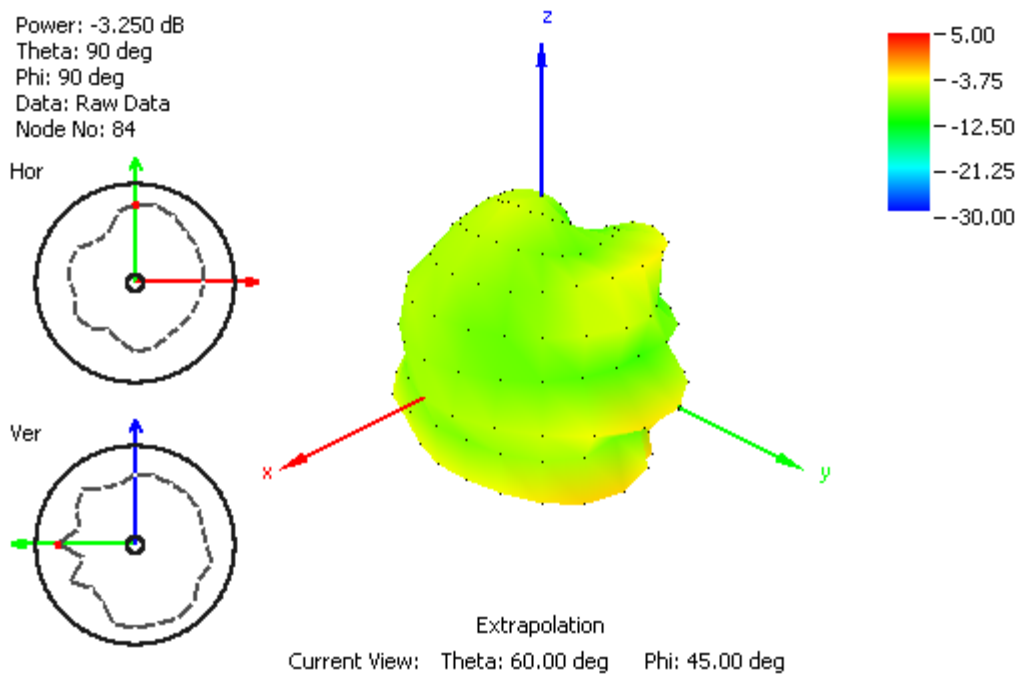 Power: -3.250 dB
Theta: 90 deg
Phi: 90 deg
Data: Raw Data
Node No: 84
Hor
Ver
z
x
y
5.00
-3.75
-12.50
-21.25
-30.00
Extrapolation
Current View: Theta: 60.00 deg Phi: 45.00 deg